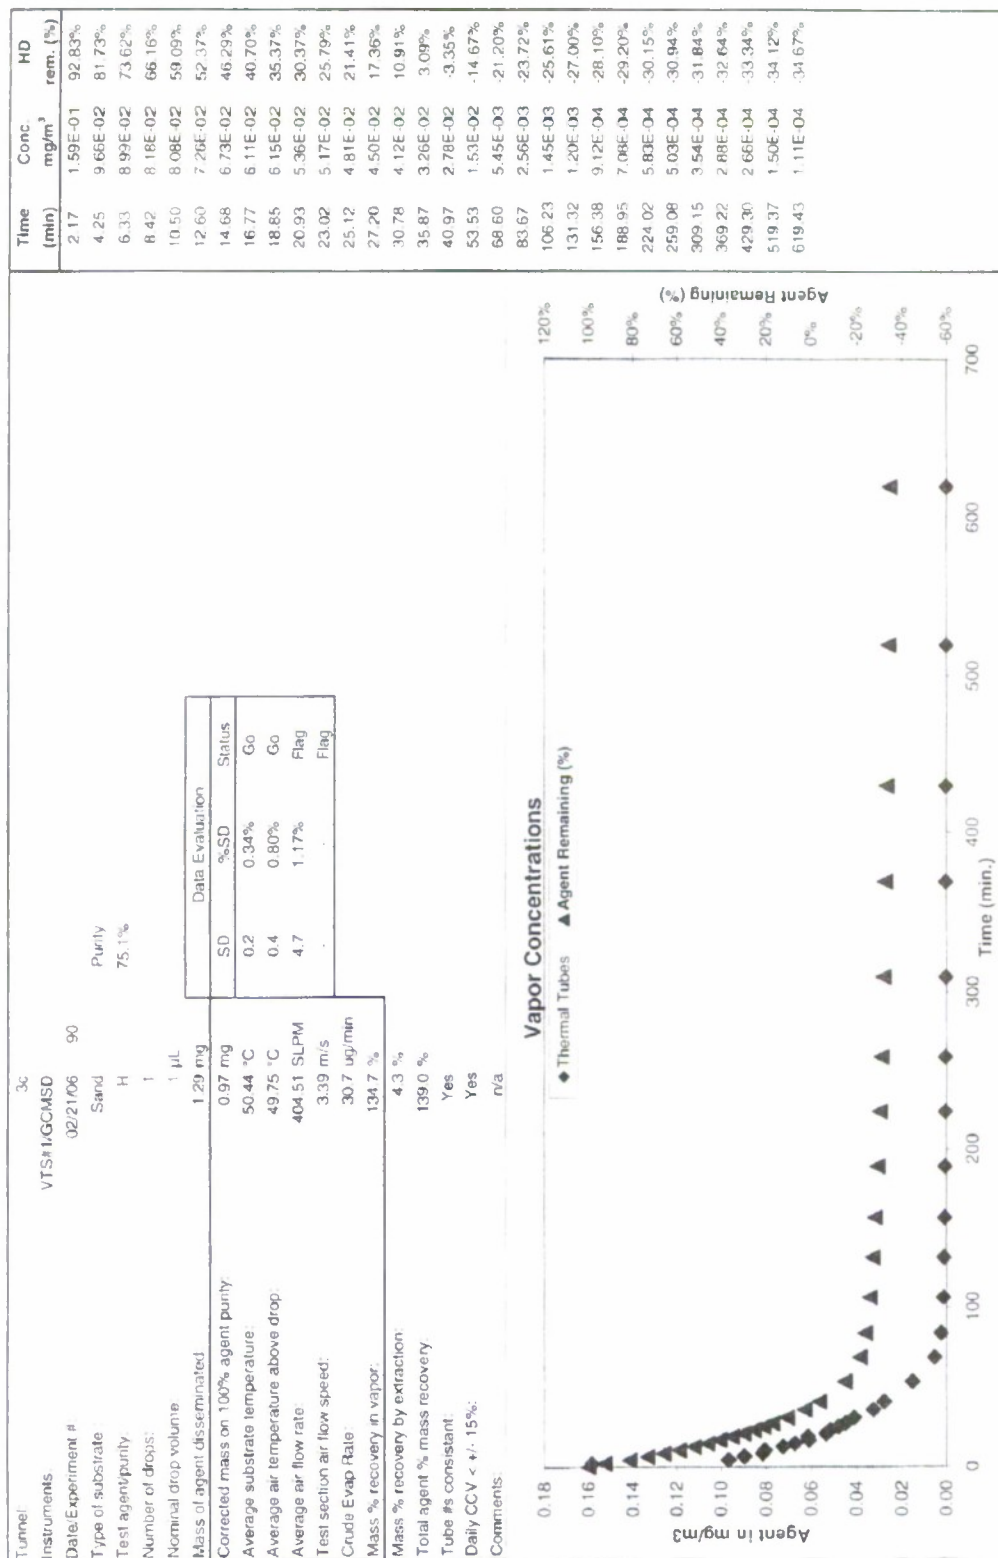 Tunnel: 3c
Instruments: VTS#1/GCMSD
Date/Experiment # 02/21/06 90
Type of substrate Sand Purity
Test agent/purity H 75.1%
Number of drops: 1
Nominal drop volume 1 µL
Mass of agent disseminated 1.29 mg Data Evaluation
Corrected mass on 100% agent purity: 0.97 mg SD %SD Status
Average substrate temperature: 50.44 °C 0.2 0.34% Go
Average air temperature above drop: 49.75 °C 0.4 0.80% Go
Average air flow rate: 404.51 SLPM 4.7 1.17% Flag
Test section air flow speed: 3.39 m/s - - Flag
Crude Evap Rate: 30.7 ug/min
Mass % recovery in vapor: 134.7 %
Mass % recovery by extraction: 4.3 %
Total agent % mass recovery: 139.0 %
Tube #s consistant: Yes
Daily CCV < +/- 15%: Yes
Comments: n/a
Time Conc. HD
(min) mg/m³ rem. (%)
2.17 1.59E-01 92.83%
4.25 9.66E-02 81.73%
6.33 8.99E-02 73.62%
8.42 8.18E-02 66.16%
10.50 8.08E-02 59.09%
12.60 7.26E-02 52.37%
14.68 6.73E-02 46.29%
16.77 6.11E-02 40.70%
18.85 6.15E-02 35.37%
20.93 5.36E-02 30.37%
23.02 5.17E-02 25.79%
25.12 4.81E-02 21.41%
27.20 4.50E-02 17.36%
30.78 4.12E-02 10.91%
35.87 3.26E-02 3.09%
40.97 2.78E-02 -3.35%
53.53 1.53E-02 -14.67%
68.60 5.45E-03 -21.20%
83.67 2.56E-03 -23.72%
106.23 1.45E-03 -25.61%
131.32 1.20E-03 -27.00%
156.38 9.12E-04 -28.10%
188.95 7.08E-04 -29.20%
224.02 5.83E-04 -30.15%
259.08 5.03E-04 -30.94%
309.15 3.54E-04 -31.84%
369.22 2.88E-04 -32.64%
429.30 2.66E-04 -33.34%
519.37 1.50E-04 -34.12%
619.43 1.11E-04 -34.67%
Vapor Concentrations
◆ Thermal Tubes ▲ Agent Remaining (%)
Agent in mg/m3
0.18
0.16
0.14
0.12
0.10
0.08
0.06
0.04
0.02
0.00
0 100 200 300 400 500 600 700
Time (min.)
120%
100%
80%
60%
40%
20%
0%
-20%
-40%
-60%
Agent Remaining (%)